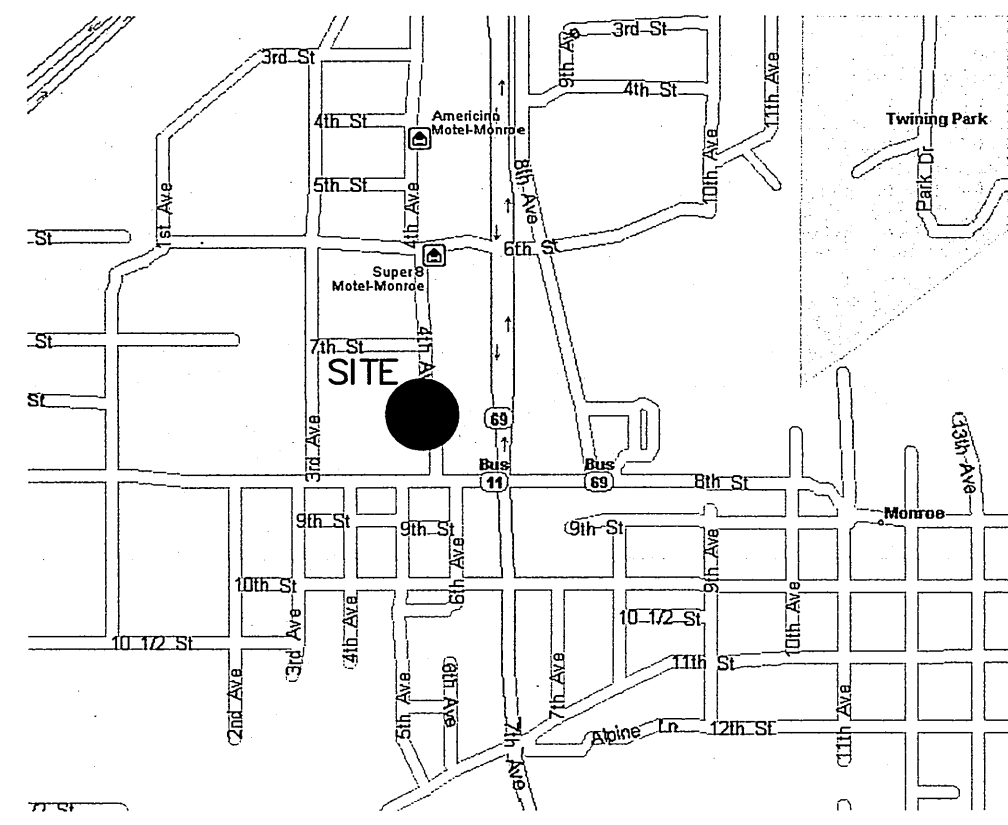 3rd St
3rd St
9th Av
4th St
11th Ave
Americinn
Motel-Monroe
4th St
Twining Park
10th Ave
Park Dr
8th Ave
5th St
4th Ave
1st Ave
St
6th St
Super 8
Motel-Monroe
St
7th St
4th Av
SITE
St
69
3rd Ave
13th Ave
Bus
11
Bus
69
8th St
Monroe
9th St
9th St
9th St
6th Ave
9th Ave
10th St
10th Ave
3rd Ave
4th Ave
10 1/2 St
10 1/2 St
11th St
2nd Ave
5th Ave
6th Ave
7th Ave
11th Ave
7th Ave
Alpine Ln
12th St
St